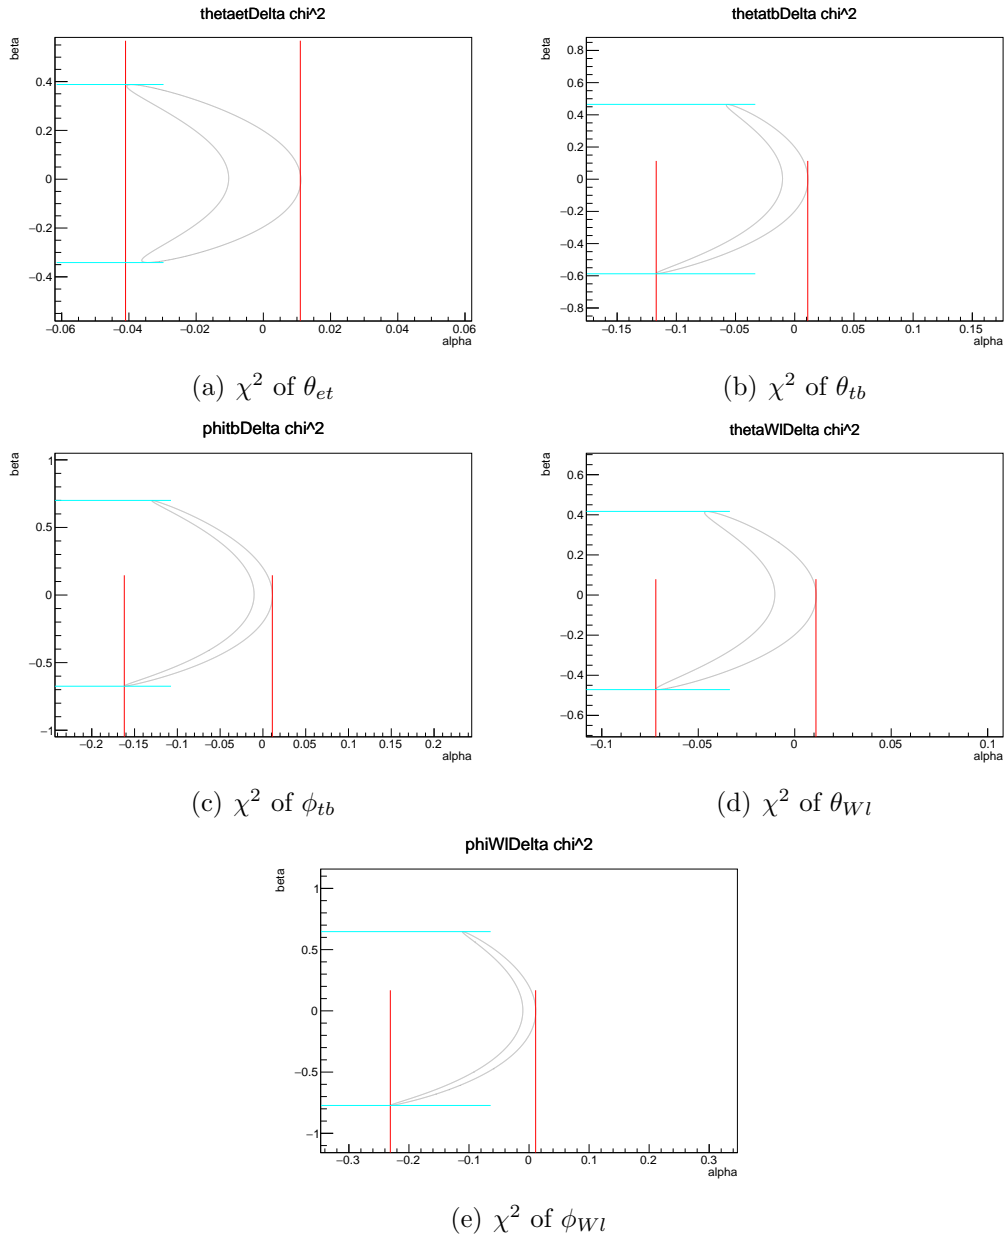 thetaetDelta chi^2
beta
0.4
0.2
0
−0.2
−0.4
−0.06 −0.04 −0.02 0 0.02 0.04 0.06
alpha
(a) χ² of θ_et
thetatbDelta chi^2
beta
0.8
0.6
0.4
0.2
0
−0.2
−0.4
−0.6
−0.8
−0.15 −0.1 −0.05 0 0.05 0.1 0.15
alpha
(b) χ² of θ_tb
phitbDelta chi^2
beta
1
0.5
0
−0.5
−1
−0.2 −0.15 −0.1 −0.05 0 0.05 0.1 0.15 0.2
alpha
(c) χ² of ϕ_tb
thetaWlDelta chi^2
beta
0.6
0.4
0.2
0
−0.2
−0.4
−0.6
−0.1 −0.05 0 0.05 0.1
alpha
(d) χ² of θ_Wl
phiWlDelta chi^2
beta
1
0.5
0
−0.5
−1
−0.3 −0.2 −0.1 0 0.1 0.2 0.3
alpha
(e) χ² of ϕ_Wl